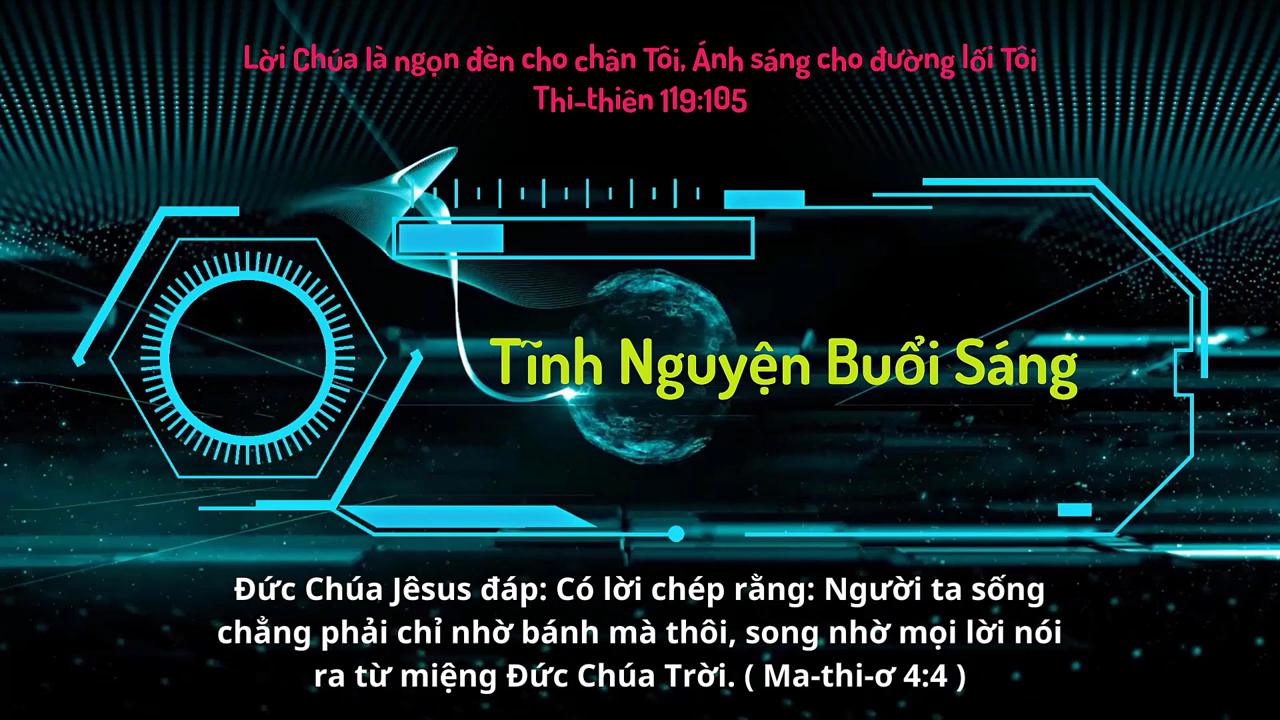 Lời Chúa là ngọn đèn cho chân Tôi, Ánh sáng cho đường lối Tôi
Thi-thiên 119:105
Tĩnh Nguyện Buổi Sáng
Đức Chúa Jêsus đáp: Có lời chép rằng: Người ta sống
chẳng phải chỉ nhờ bánh mà thôi, song nhờ mọi lời nói
ra từ miệng Đức Chúa Trời. ( Ma-thi-ơ 4:4 )